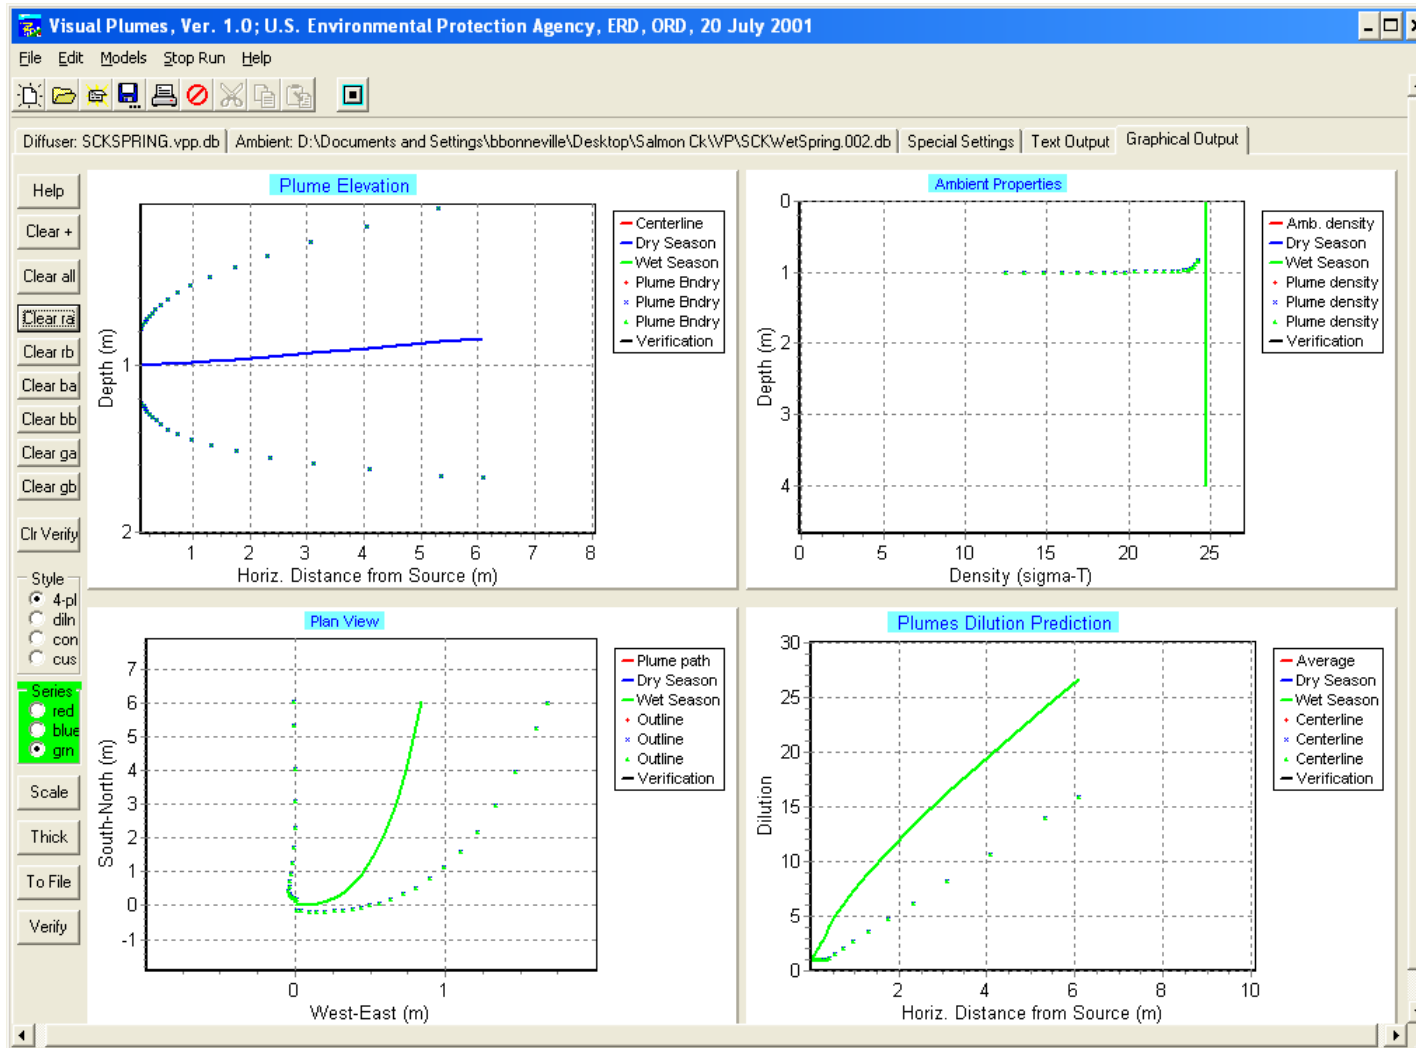 Visual Plumes, Ver. 1.0; U.S. Environmental Protection Agency, ERD, ORD, 20 July 2001
File Edit Models Stop Run Help
Diffuser: SCKSPRING.vpp.db Ambient: D:\Documents and Settings\bbonneville\Desktop\Salmon Ck\VP\SCK\WetSpring.002.db Special Settings Text Output Graphical Output
Help
Clear +
Clear all
Clear ra
Clear rb
Clear ba
Clear bb
Clear ga
Clear gb
Clr Verify
Style
4-pl
diln
con
cus
Series
red
blue
grn
Scale
Thick
To File
Verify
Plume Elevation
Depth (m)
1
2
1 2 3 4 5 6 7 8
Horiz. Distance from Source (m)
Centerline
Dry Season
Wet Season
Plume Bndry
Plume Bndry
Plume Bndry
Verification
Ambient Properties
Depth (m)
0
1
2
3
4
0 5 10 15 20 25
Density (sigma-T)
Amb. density
Dry Season
Wet Season
Plume density
Plume density
Plume density
Verification
Plan View
South-North (m)
7
6
5
4
3
2
1
0
-1
0 1
West-East (m)
Plume path
Dry Season
Wet Season
Outline
Outline
Outline
Verification
Plumes Dilution Prediction
Dilution
30
25
20
15
10
5
0
2 4 6 8 10
Horiz. Distance from Source (m)
Average
Dry Season
Wet Season
Centerline
Centerline
Centerline
Verification